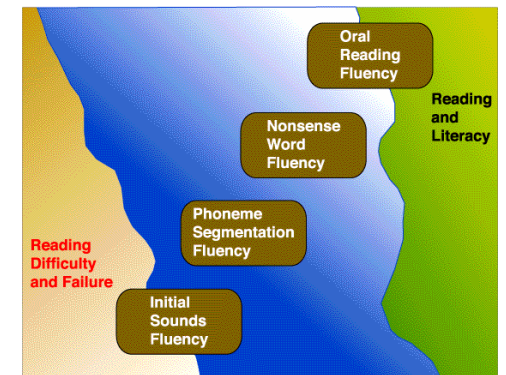 Oral
Reading
Fluency
Reading
and
Literacy
Nonsense
Word
Fluency
Phoneme
Segmentation
Fluency
Reading
Difficulty
and Failure
Initial
Sounds
Fluency